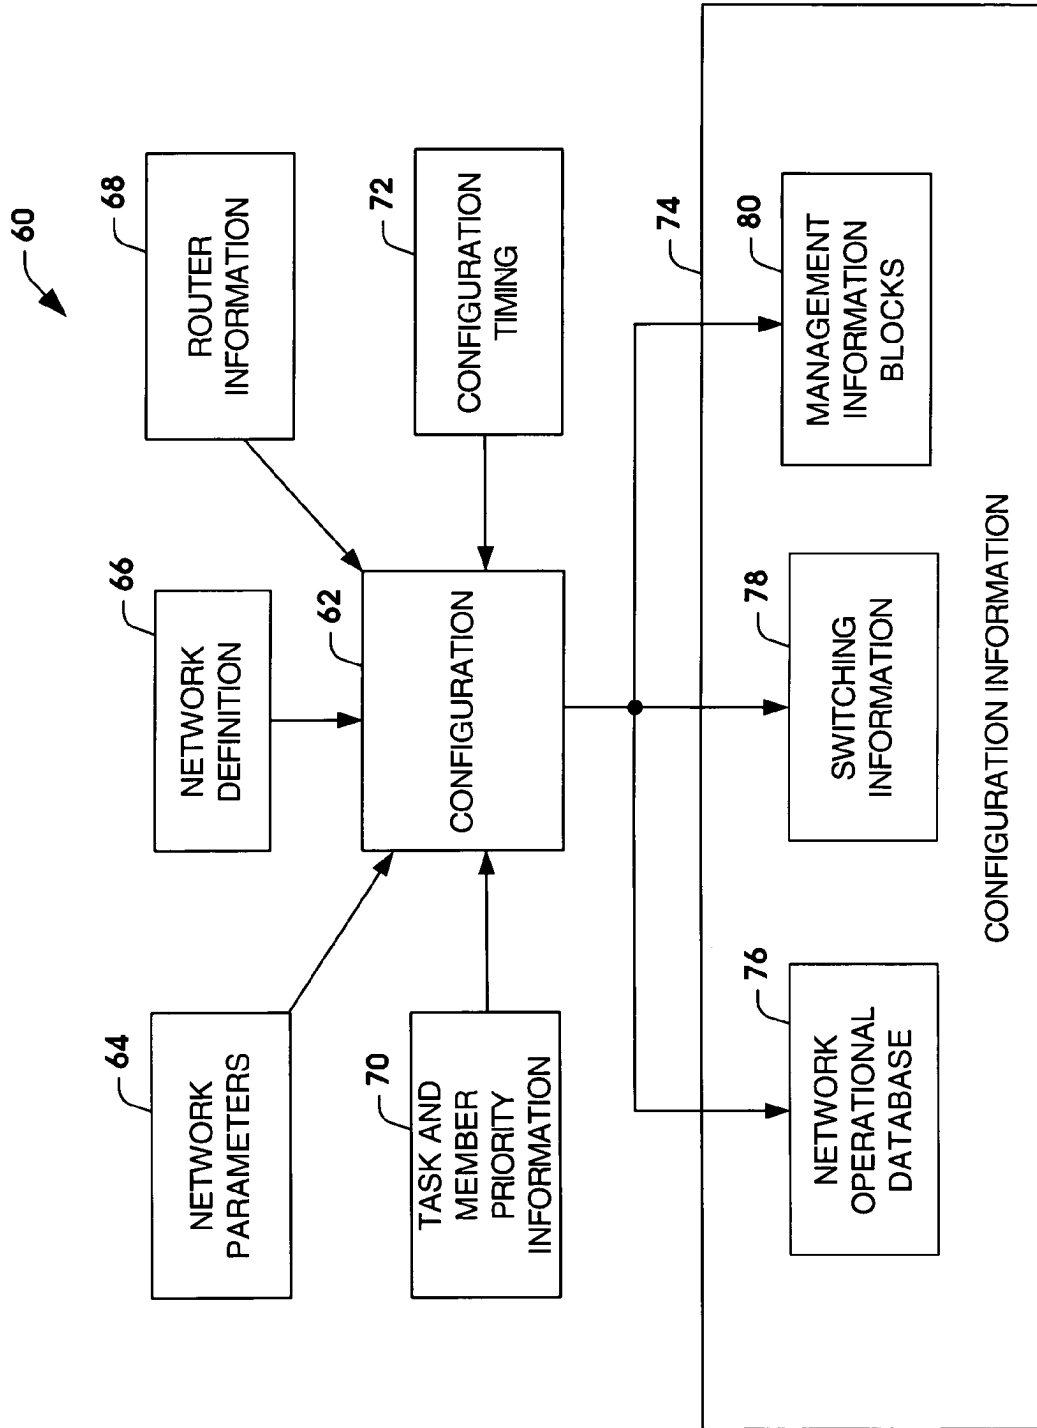 60
64
NETWORK
PARAMETERS
66
NETWORK
DEFINITION
68
ROUTER
INFORMATION
70
TASK AND
MEMBER
PRIORITY
INFORMATION
62
CONFIGURATION
72
CONFIGURATION
TIMING
74
76
NETWORK
OPERATIONAL
DATABASE
78
SWITCHING
INFORMATION
80
MANAGEMENT
INFORMATION
BLOCKS
CONFIGURATION INFORMATION